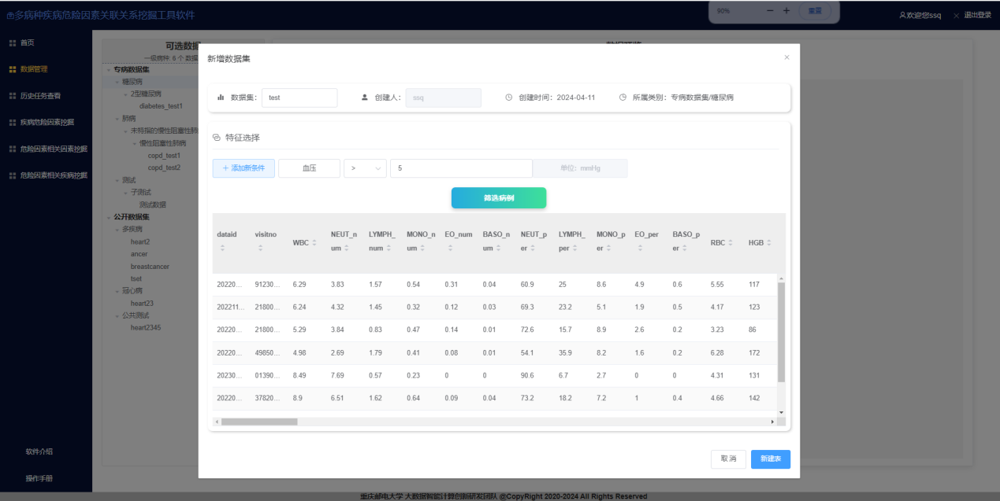 多病种疾病危险因素关联关系挖掘工具软件
90% 重置
欢迎您ssq 退出登录
首页
数据管理
历史任务查看
疾病危险因素挖掘
危险因素相关因素挖掘
危险因素相关疾病挖掘
软件介绍
操作手册
可选数据
一级病种: 6 个 数据
专病数据集
糖尿病
2型糖尿病
diabetes_test1
肺病
未特指的慢性阻塞性肺
慢性阻塞性肺病
copd_test1
copd_test2
测试
子测试
测试数据
公开数据集
多疾病
heart2
ancer
breastcancer
tset
冠心病
heart23
公共测试
heart2345
新增数据集
数据集: test 创建人: ssq 创建时间: 2024-04-11 所属类别: 专病数据集/糖尿病
特征选择
+ 添加新条件 血压 > 5 单位: mmHg
筛选病例
dataid visitno WBC NEUT_num LYMPH_num MONO_num EO_num BASO_num NEUT_per LYMPH_per MONO_per EO_per BASO_per RBC HGB
20220... 91230... 6.29 3.83 1.57 0.54 0.31 0.04 60.9 25 8.6 4.9 0.6 5.55 117
202211... 21800... 6.24 4.32 1.45 0.32 0.12 0.03 69.3 23.2 5.1 1.9 0.5 4.17 123
20220... 21800... 5.29 3.84 0.83 0.47 0.14 0.01 72.6 15.7 8.9 2.6 0.2 3.23 86
20220... 49850... 4.98 2.69 1.79 0.41 0.08 0.01 54.1 35.9 8.2 1.6 0.2 6.28 172
20230... 01390... 8.49 7.69 0.57 0.23 0 0 90.6 6.7 2.7 0 0 4.31 131
20220... 37820... 8.9 6.51 1.62 0.64 0.09 0.04 73.2 18.2 7.2 1 0.4 4.66 142
取消 新建表
重庆邮电大学 大数据智能计算创新研发团队 @CopyRight 2020-2024 All Rights Reserved